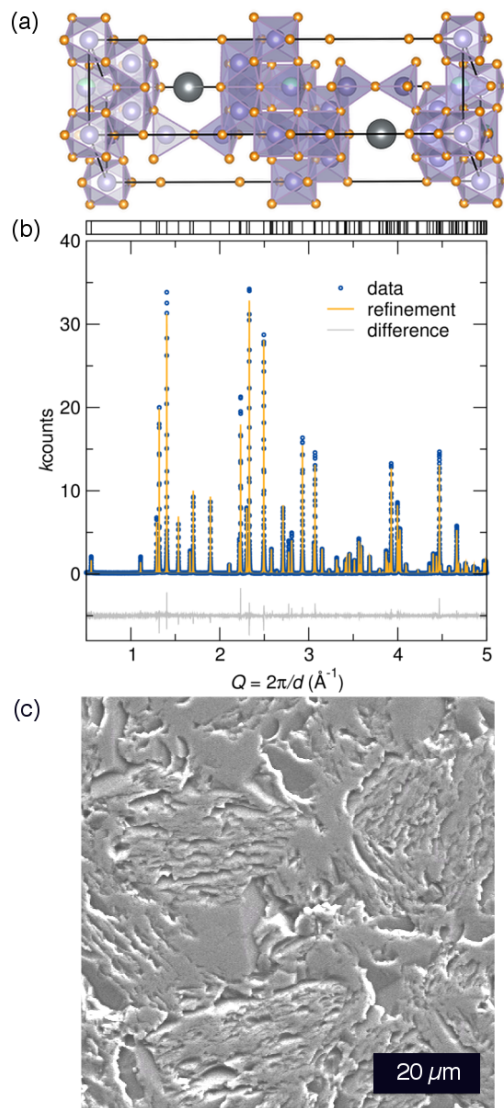 (a)
(b)
40
data
refinement
difference
30
kcounts
20
10
0
1
2
3
4
5
Q = 2π/d (Å⁻¹)
(c)
20 µm